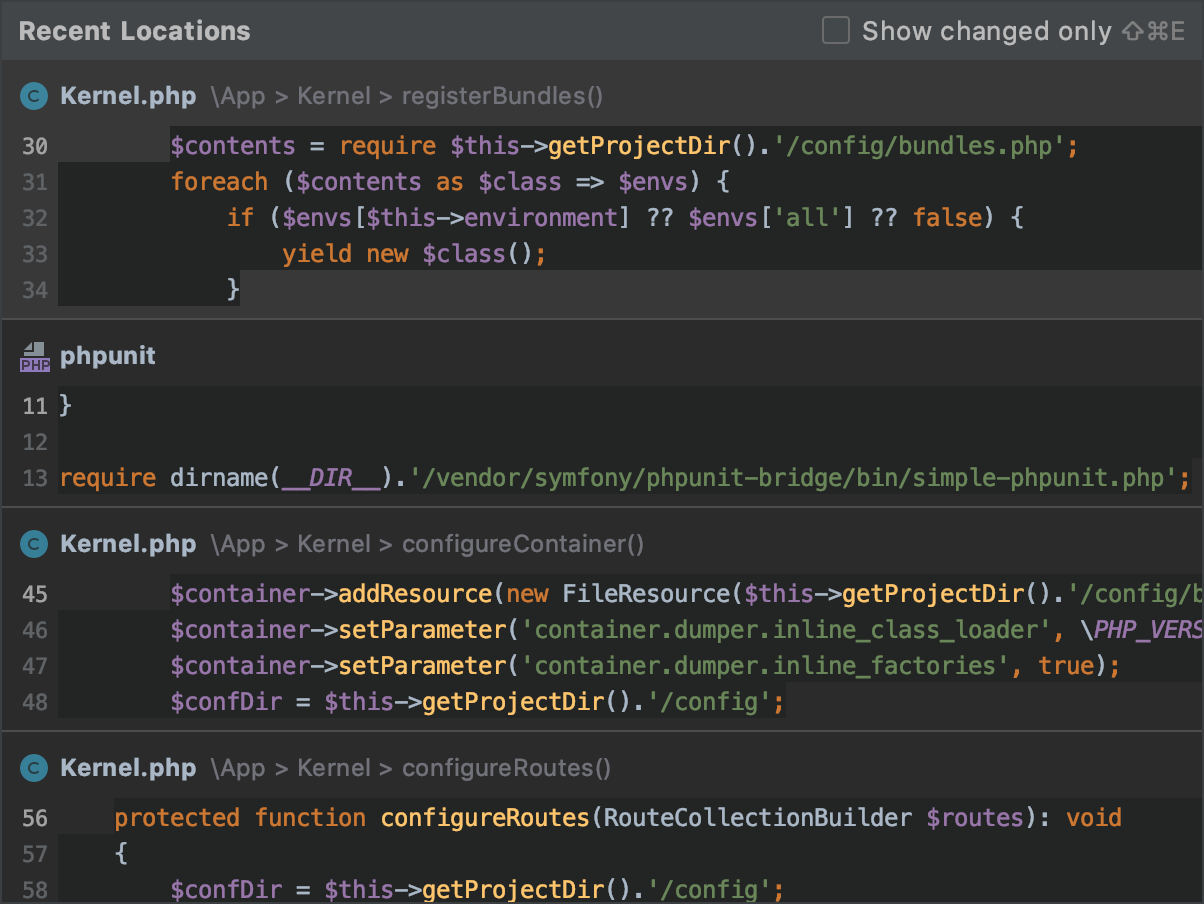 Recent Locations Show changed only ⇧⌘E
C Kernel.php \App > Kernel > registerBundles()
30 $contents = require $this->getProjectDir().'/config/bundles.php';
31 foreach ($contents as $class => $envs) {
32 if ($envs[$this->environment] ?? $envs['all'] ?? false) {
33 yield new $class();
34 }
PHP phpunit
11 }
12
13 require dirname(__DIR__).'/vendor/symfony/phpunit-bridge/bin/simple-phpunit.php';
C Kernel.php \App > Kernel > configureContainer()
45 $container->addResource(new FileResource($this->getProjectDir().'/config/b
46 $container->setParameter('container.dumper.inline_class_loader', \PHP_VERS
47 $container->setParameter('container.dumper.inline_factories', true);
48 $confDir = $this->getProjectDir().'/config';
C Kernel.php \App > Kernel > configureRoutes()
56 protected function configureRoutes(RouteCollectionBuilder $routes): void
57 {
58 $confDir = $this->getProjectDir().'/config';